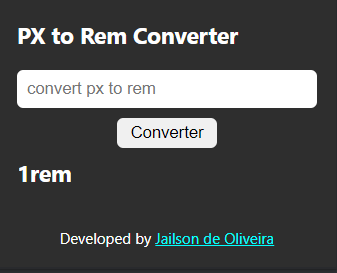 PX to Rem Converter
convert px to rem
Converter
1rem
Developed by Jailson de Oliveira